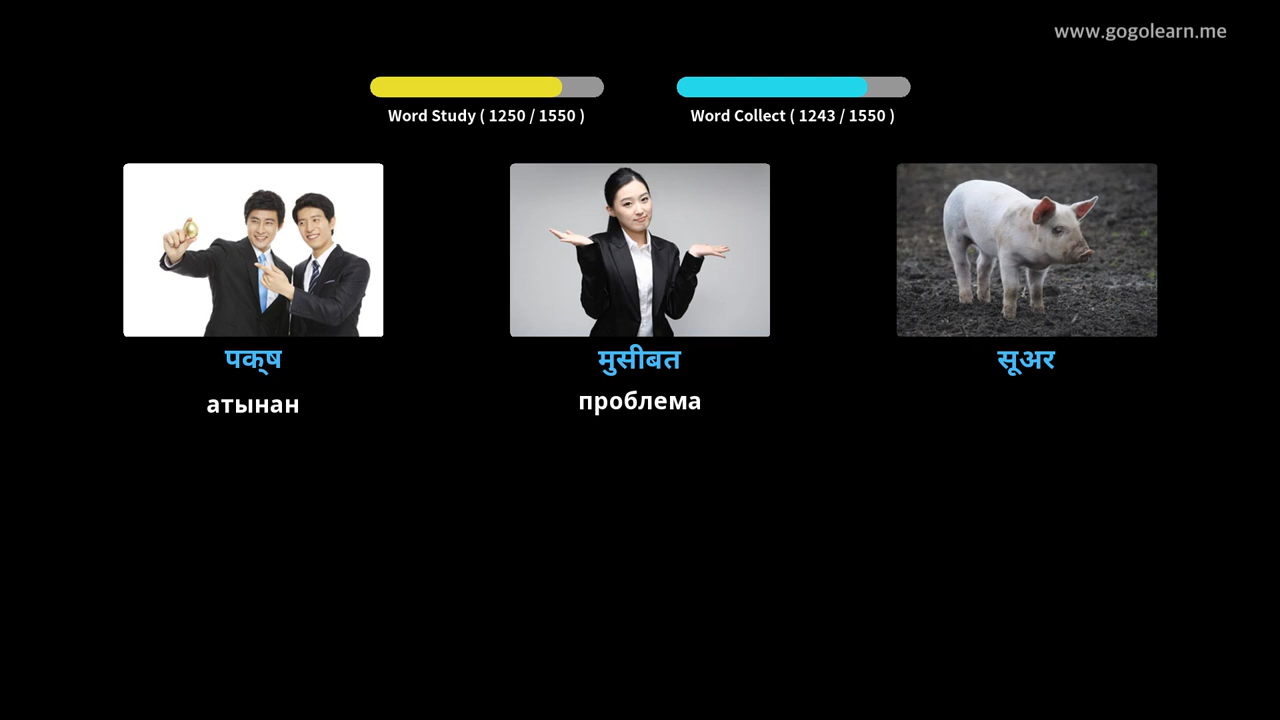 www.gogolearn.me
Word Study ( 1250 / 1550 )
Word Collect ( 1243 / 1550 )
पक्ष
मुसीबत
सूअर
атынан
проблема